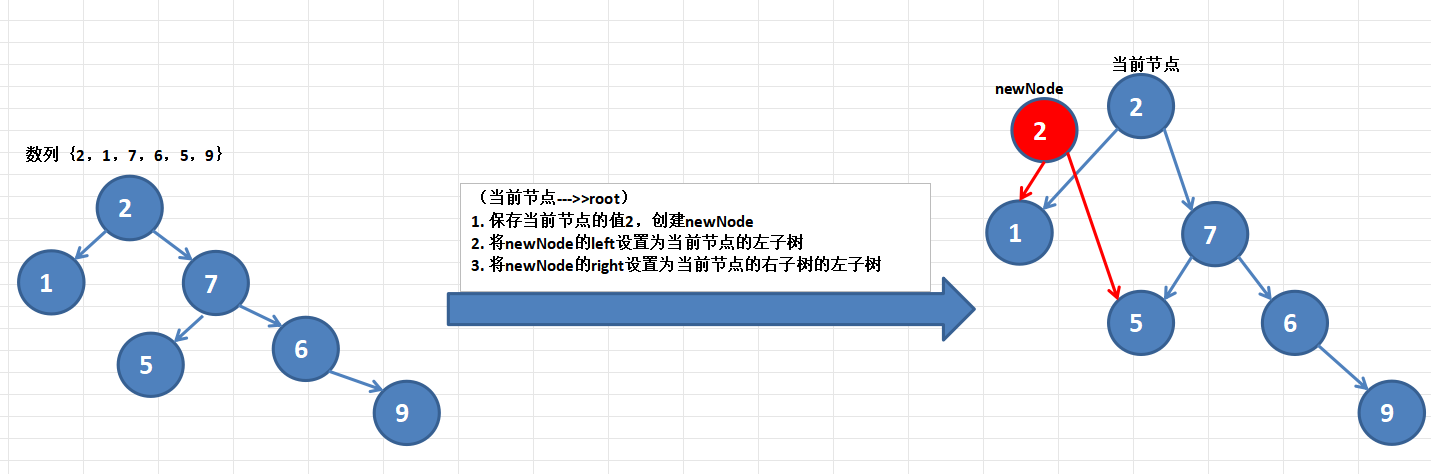 数列｛2，1，7，6，5，9｝
2
1
7
5
6
9
（当前节点--->>root）
1. 保存当前节点的值2，创建newNode
2. 将newNode的left设置为当前节点的左子树
3. 将newNode的right设置为当前节点的右子树的左子树
当前节点
newNode
2
2
1
7
5
6
9